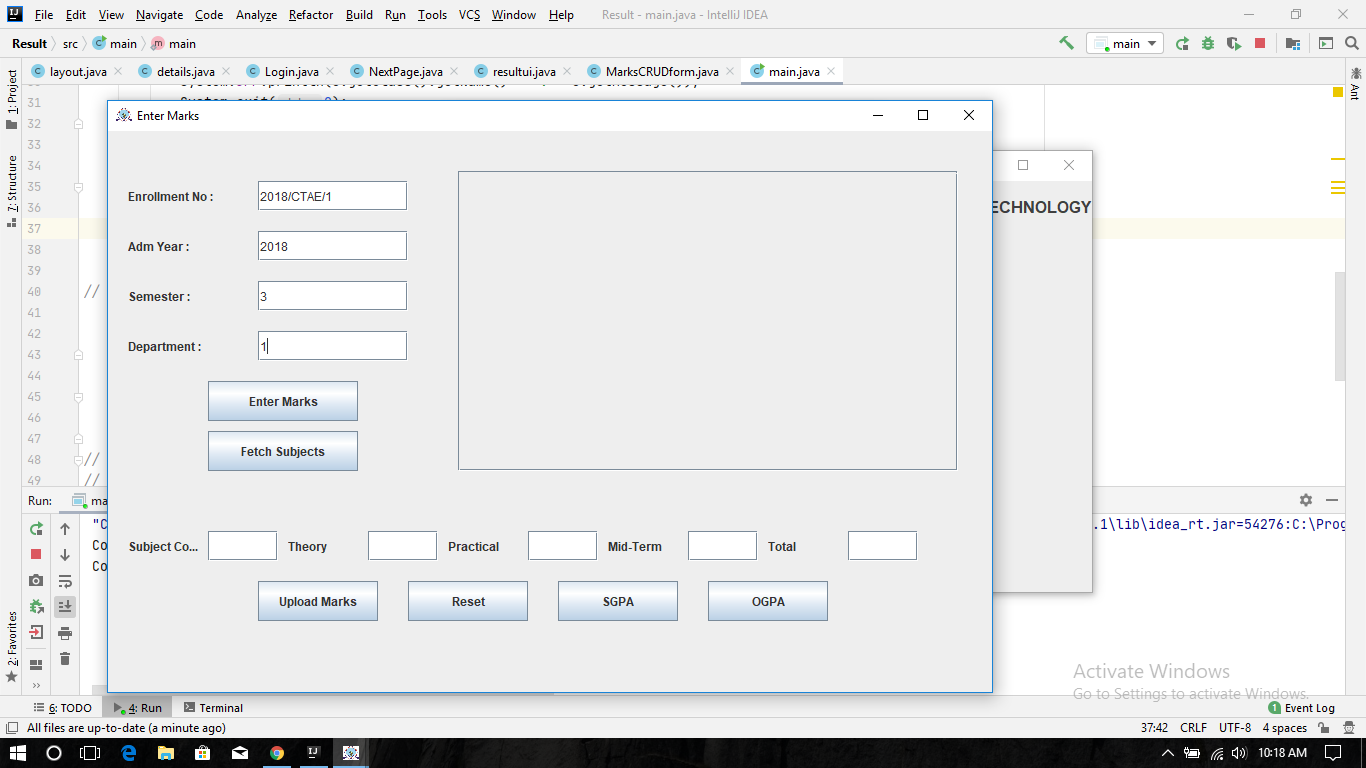 File Edit View Navigate Code Analyze Refactor Build Run Tools VCS Window Help Result - main.java - IntelliJ IDEA
Result src main main main
layout.java details.java Login.java NextPage.java resultui.java MarksCRUDform.java main.java
1: Project
7: Structure
2: Favorites
Ant
31
32
33
34
35
36
37
38
39
40 //
41
42
43
44
45
46
47
48 //
49 //
Enter Marks
ECHNOLOGY
Enrollment No : 2018/CTAE/1
Adm Year : 2018
Semester : 3
Department : 1
Enter Marks
Fetch Subjects
Subject Co... Theory Practical Mid-Term Total
Upload Marks Reset SGPA OGPA
Run: ma
"C .1\lib\idea_rt.jar=54276:C:\Prog
Co
Co
Activate Windows
Go to Settings to activate Windows.
6: TODO 4: Run Terminal 1 Event Log
All files are up-to-date (a minute ago) 37:42 CRLF UTF-8 4 spaces
10:18 AM